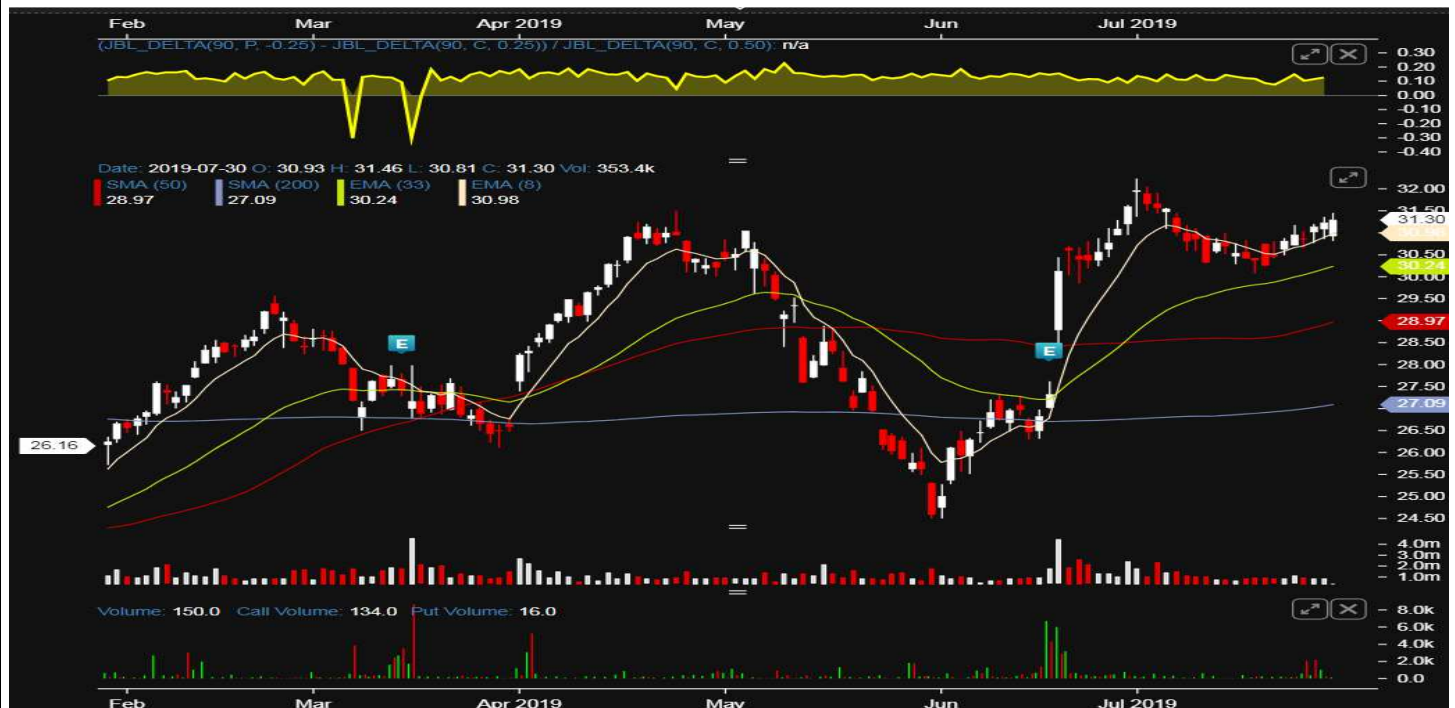 Feb Mar Apr 2019 May Jun Jul 2019
(JBL_DELTA(90, P, -0.25) - JBL_DELTA(90, C, 0.25)) / JBL_DELTA(90, C, 0.50): n/a
0.30
0.20
0.10
0.00
-0.10
-0.20
-0.30
-0.40
Date: 2019-07-30 O: 30.93 H: 31.46 L: 30.81 C: 31.30 Vol: 353.4k
SMA (50) SMA (200) EMA (33) EMA (8)
28.97 27.09 30.24 30.98
32.00
31.50
31.30
30.98
30.50
30.24
30.00
29.50
28.97
28.50
28.00
27.50
27.09
26.50
26.00
25.50
25.00
24.50
26.16
E
E
4.0m
3.0m
2.0m
1.0m
Volume: 150.0 Call Volume: 134.0 Put Volume: 16.0
8.0k
6.0k
4.0k
2.0k
0.0
Feb Mar Apr 2019 May Jun Jul 2019